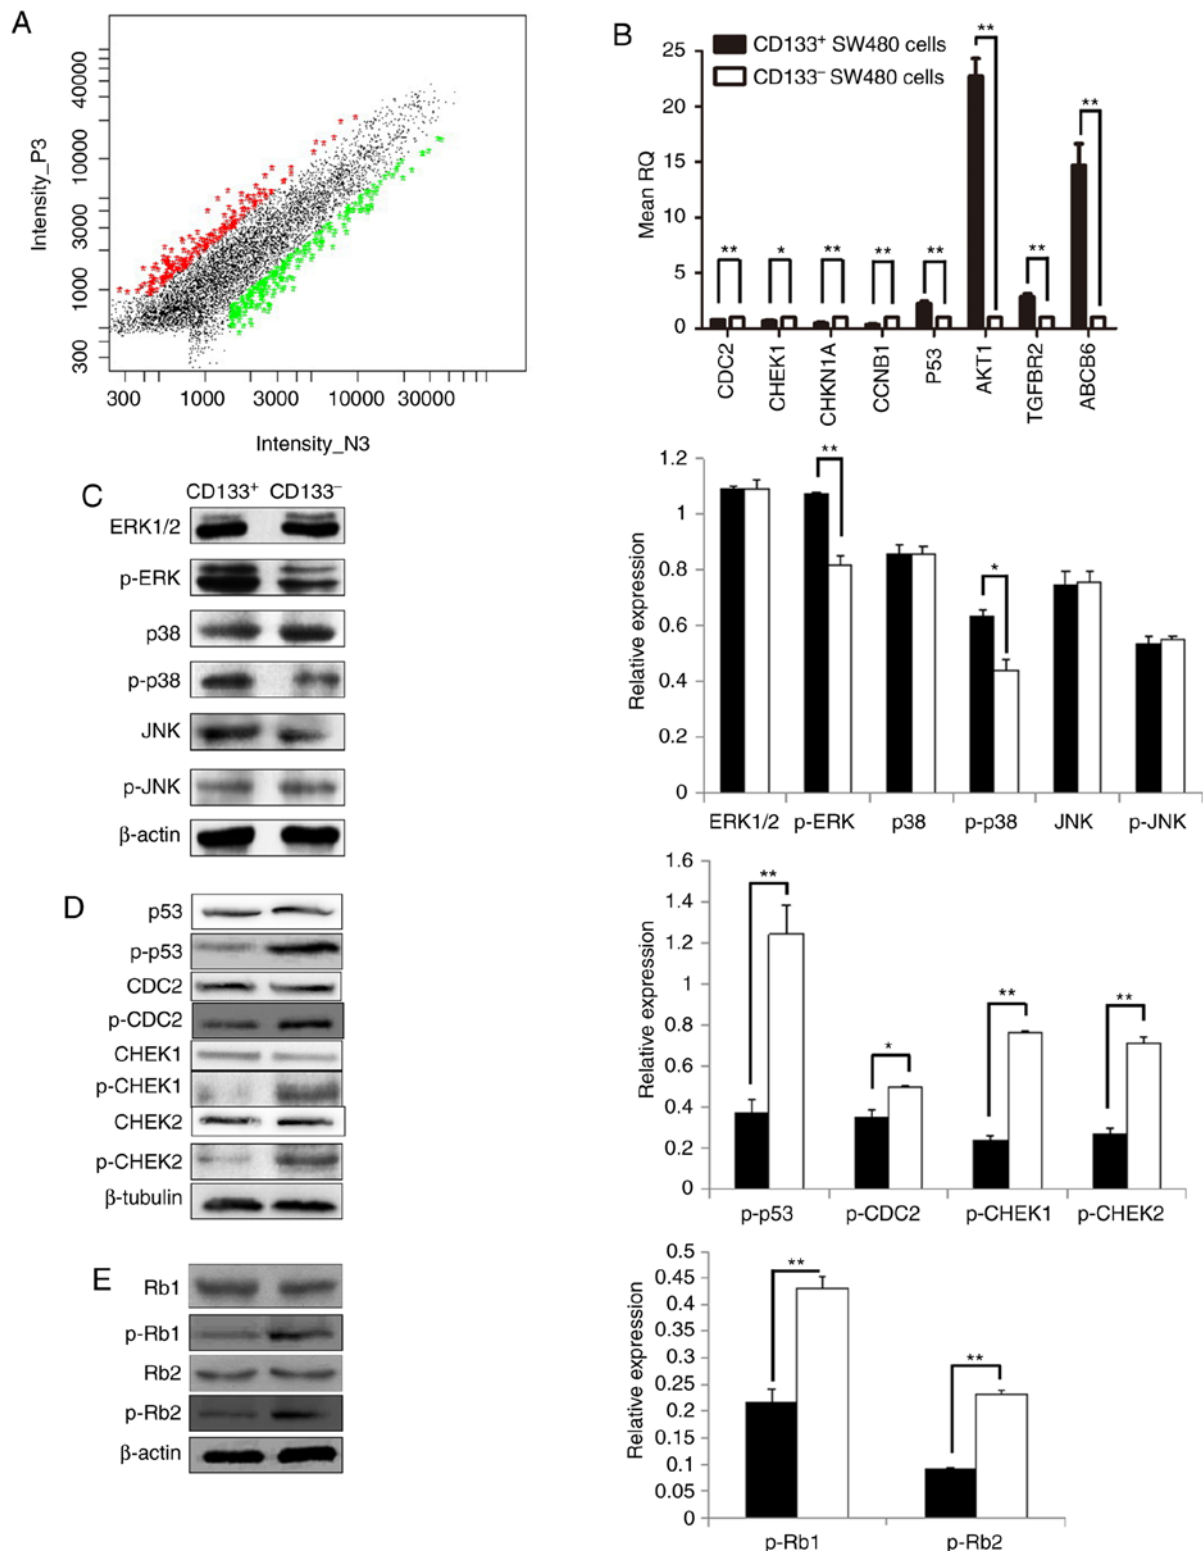 A
Intensity_P3
40000
10000
3000
1000
300
300 1000 3000 10000 30000
Intensity_N3
B
CD133+ SW480 cells
CD133– SW480 cells
Mean RQ
25
20
15
10
5
0
** * ** ** ** ** ** **
CDC2
CHEK1
CHKN1A
CCNB1
P53
AKT1
TGFBR2
ABCB6
C
CD133+ CD133–
ERK1/2
p-ERK
p38
p-p38
JNK
p-JNK
β-actin
Relative expression
1.2
1
0.8
0.6
0.4
0.2
0
** *
ERK1/2 p-ERK p38 p-p38 JNK p-JNK
D
p53
p-p53
CDC2
p-CDC2
CHEK1
p-CHEK1
CHEK2
p-CHEK2
β-tubulin
Relative expression
1.6
1.4
1.2
1
0.8
0.6
0.4
0.2
0
** * ** **
p-p53 p-CDC2 p-CHEK1 p-CHEK2
E
Rb1
p-Rb1
Rb2
p-Rb2
β-actin
Relative expression
0.5
0.45
0.4
0.35
0.3
0.25
0.2
0.15
0.1
0.05
0
** **
p-Rb1 p-Rb2